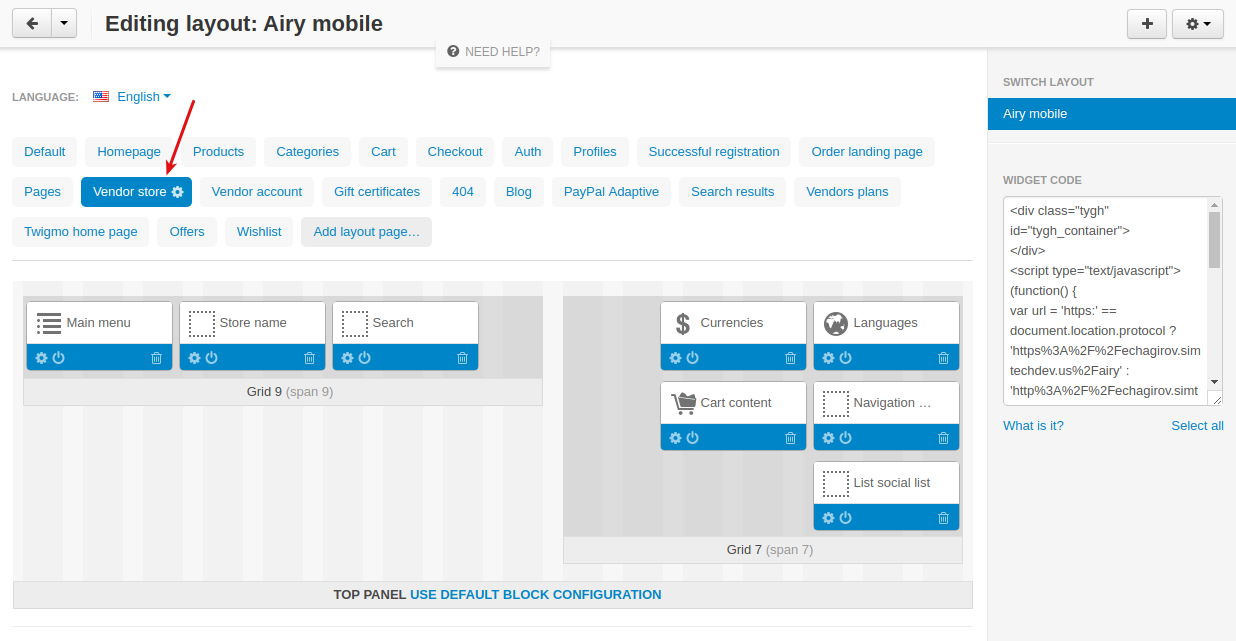 Editing layout: Airy mobile
NEED HELP?
LANGUAGE: English
Default Homepage Products Categories Cart Checkout Auth Profiles Successful registration Order landing page
Pages Vendor store Vendor account Gift certificates 404 Blog PayPal Adaptive Search results Vendors plans
Twigmo home page Offers Wishlist Add layout page…
Main menu Store name Search
Grid 9 (span 9)
Currencies Languages
Cart content Navigation …
List social list
Grid 7 (span 7)
TOP PANEL USE DEFAULT BLOCK CONFIGURATION
SWITCH LAYOUT
Airy mobile
WIDGET CODE
<div class="tygh"
id="tygh_container">
</div>
<script type="text/javascript">
(function() {
var url = 'https:' ==
document.location.protocol ?
'https%3A%2F%2Fechagirov.sim
techdev.us%2Fairy' :
'http%3A%2F%2Fechagirov.simt
What is it? Select all